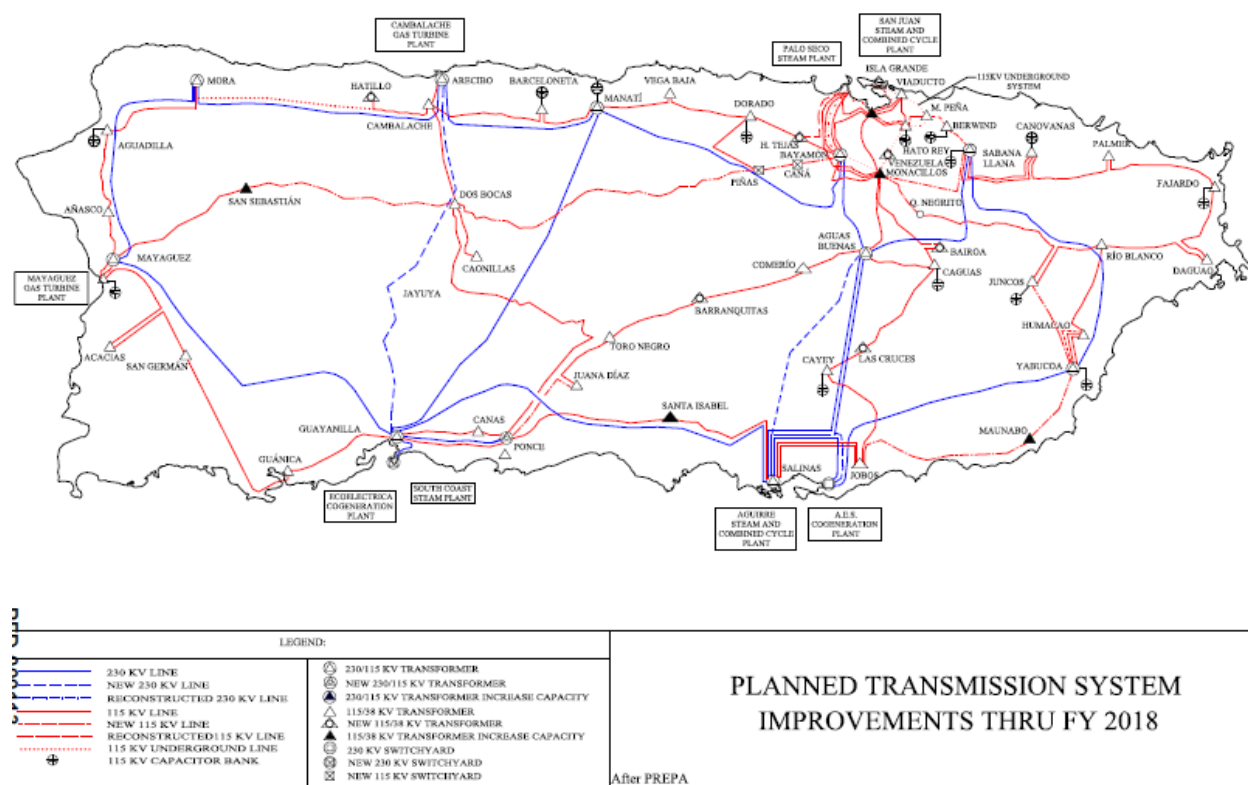 CAMBALACHE
GAS TURBINE
PLANT
SAN JUAN
STEAM AND
COMBINED CYCLE
PLANT
PALO SECO
STEAM PLANT
ISLA GRANDE
VIADUCTO
115KV UNDERGROUND
SYSTEM
MORA
HATILLO
ARECIBO
BARCELONETA
VEGA BAJA
MANATÍ
DORADO
M. PEÑA
BERWIND
CANOVANAS
CAMBALACHE
AGUADILLA
H. TEJAS
BAYAMON
HATO REY
VENEZUELA
MONACILLOS
SABANA
LLANA
PALMER
PIÑAS
CANÁ
FAJARDO
SAN SEBASTIÁN
DOS BOCAS
AÑASCO
Q. NEGRITO
MAYAGUEZ
CAONILLAS
AGUAS
BUENAS
BAIROA
COMERÍO
CAGUAS
RÍO BLANCO
DAGUAO
MAYAGUEZ
GAS TURBINE
PLANT
JAYUYA
JUNCOS
BARRANQUITAS
HUMACAO
ACACIAS
SAN GERMÁN
TORO NEGRO
LAS CRUCES
CAYEY
YABUCOA
JUANA DÍAZ
SANTA ISABEL
GUAYANILLA
CANAS
PONCE
MAUNABO
GUÁNICA
SALINAS
JOBOS
ECOELECTRICA
COGENERATION
PLANT
SOUTH COAST
STEAM PLANT
AGUIRRE
STEAM AND
COMBINED CYCLE
PLANT
A.E.S.
COGENERATION
PLANT
LEGEND:
230 KV LINE
NEW 230 KV LINE
RECONSTRUCTED 230 KV LINE
115 KV LINE
NEW 115 KV LINE
RECONSTRUCTED115 KV LINE
115 KV UNDERGROUND LINE
115 KV CAPACITOR BANK
230/115 KV TRANSFORMER
NEW 230/115 KV TRANSFORMER
230/115 KV TRANSFORMER INCREASE CAPACITY
115/38 KV TRANSFORMER
NEW 115/38 KV TRANSFORMER
115/38 KV TRANSFORMER INCREASE CAPACITY
230 KV SWITCHYARD
NEW 230 KV SWITCHYARD
NEW 115 KV SWITCHYARD
PLANNED TRANSMISSION SYSTEM
IMPROVEMENTS THRU FY 2018
After PREPA